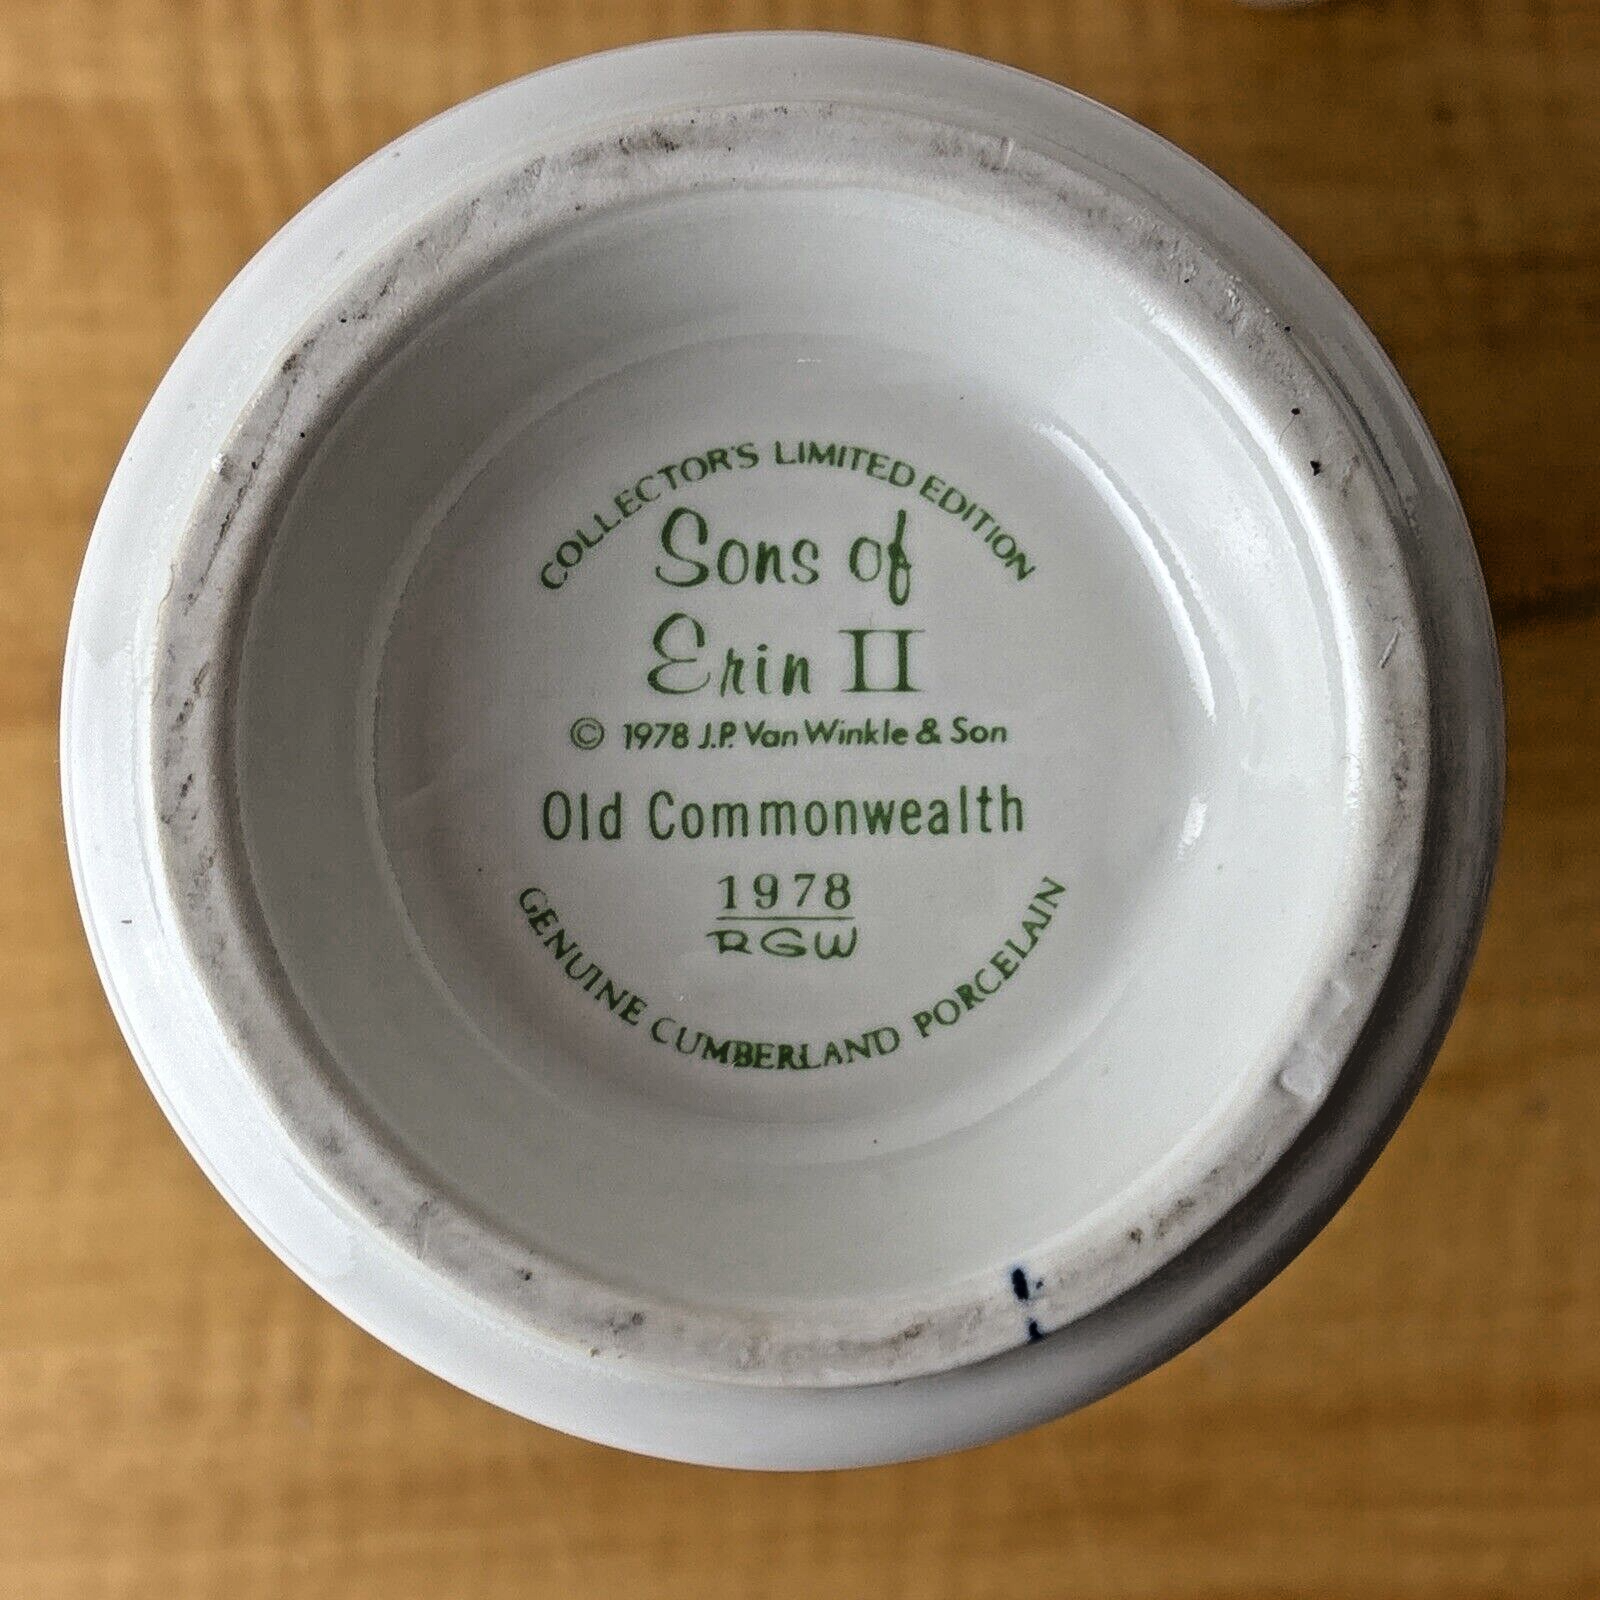 COLLECTOR'S LIMITED EDITION
Sons of
Erin II
© 1978 J.P. Van Winkle & Son
Old Commonwealth
1978
RGW
GENUINE CUMBERLAND PORCELAIN